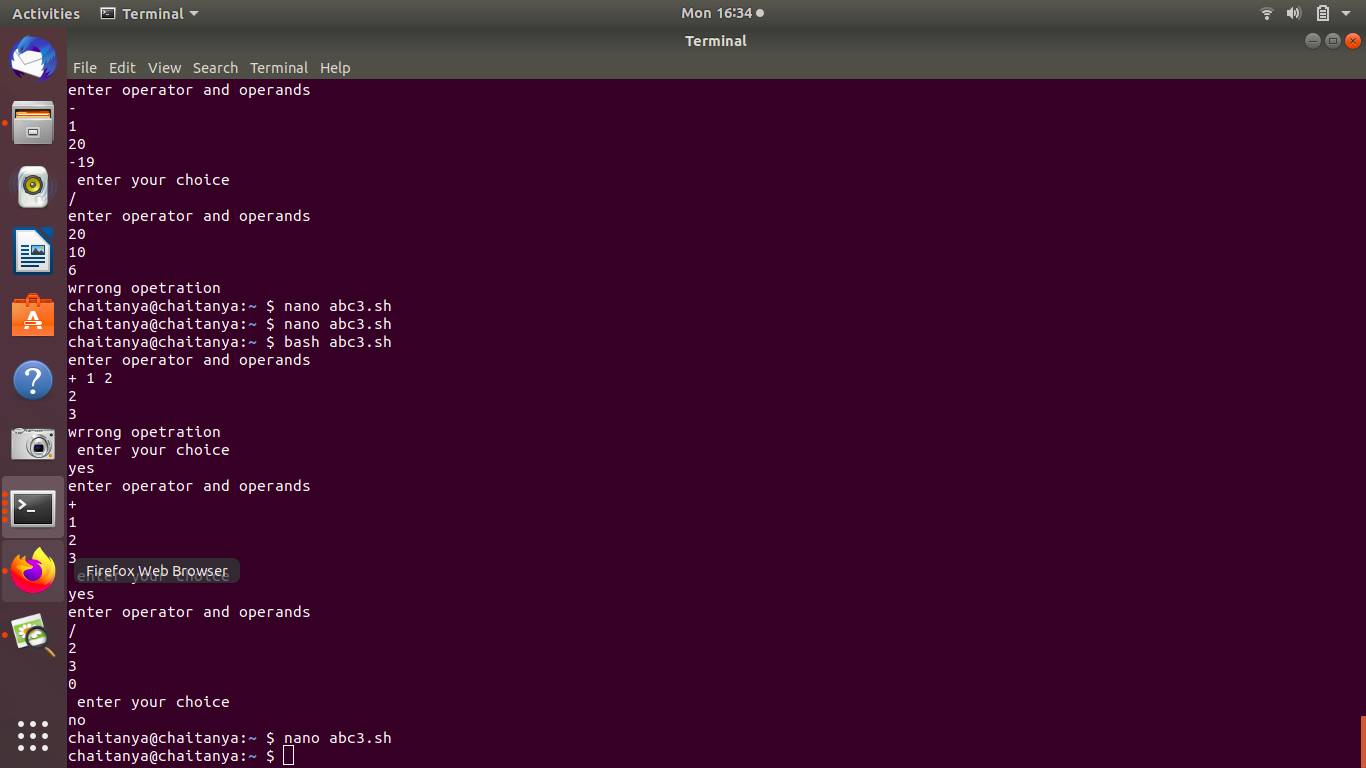 Activities Terminal Mon 16:34
Terminal
File Edit View Search Terminal Help
enter operator and operands
-
1
20
-19
enter your choice
/
enter operator and operands
20
10
6
wrrong opetration
chaitanya@chaitanya:~ $ nano abc3.sh
chaitanya@chaitanya:~ $ nano abc3.sh
chaitanya@chaitanya:~ $ bash abc3.sh
enter operator and operands
+ 1 2
2
3
wrrong opetration
enter your choice
yes
enter operator and operands
+
1
2
3
Firefox Web Browser
enter your choice
yes
enter operator and operands
/
2
3
0
enter your choice
no
chaitanya@chaitanya:~ $ nano abc3.sh
chaitanya@chaitanya:~ $